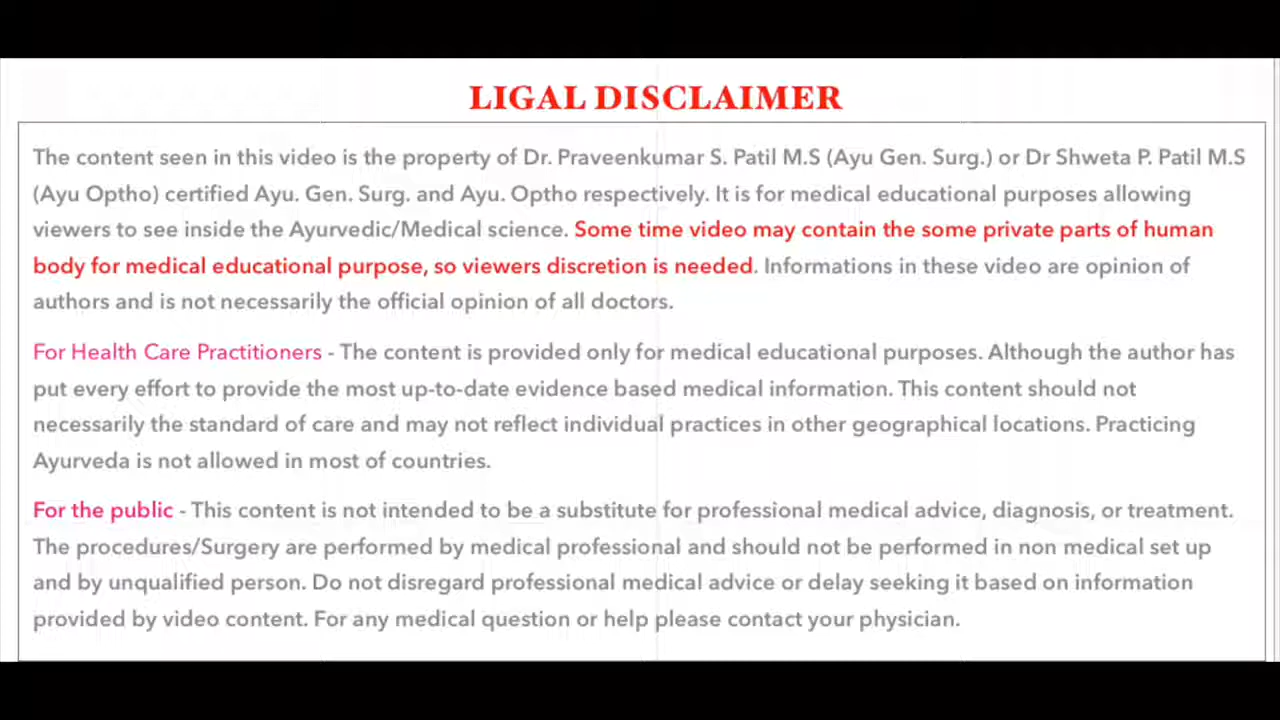 LIGAL DISCLAIMER
The content seen in this video is the property of Dr. Praveenkumar S. Patil M.S (Ayu Gen. Surg.) or Dr Shweta P. Patil M.S
(Ayu Optho) certified Ayu. Gen. Surg. and Ayu. Optho respectively. It is for medical educational purposes allowing
viewers to see inside the Ayurvedic/Medical science. Some time video may contain the some private parts of human
body for medical educational purpose, so viewers discretion is needed. Informations in these video are opinion of
authors and is not necessarily the official opinion of all doctors.
For Health Care Practitioners - The content is provided only for medical educational purposes. Although the author has
put every effort to provide the most up-to-date evidence based medical information. This content should not
necessarily the standard of care and may not reflect individual practices in other geographical locations. Practicing
Ayurveda is not allowed in most of countries.
For the public - This content is not intended to be a substitute for professional medical advice, diagnosis, or treatment.
The procedures/Surgery are performed by medical professional and should not be performed in non medical set up
and by unqualified person. Do not disregard professional medical advice or delay seeking it based on information
provided by video content. For any medical question or help please contact your physician.